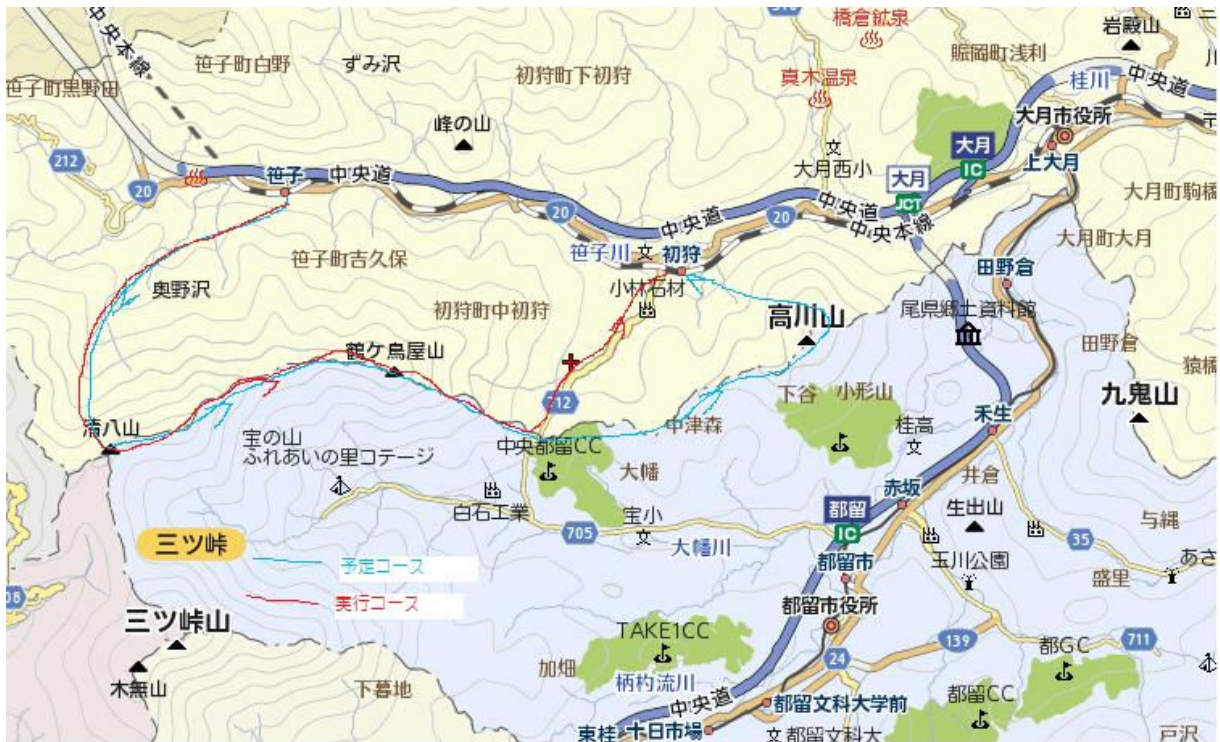 中央本線
笹子町白野
ずみ沢
初狩町下初狩
橋倉鉱泉
真木温泉
賑岡町浅利
岩殿山
桂川
中央道
笹子町黒野田
212
20
峰の山
大月市役所
大月
IC
上大月
大月西小
大月
JCT
大月町駒橋
笹子
中央道
20
中央道
20
中央道
中央本線
大月町大月
笹子川
初狩
田野倉
笹子町吉久保
奥野沢
小林石材
初狩町中初狩
高川山
尾県郷土資料館
田野倉
猿橋
鶴ケ鳥屋山
712
下谷
小形山
九鬼山
清八山
宝の山
ふれあいの里コテージ
中央都留CC
中津森
桂高
禾生
大幡
井倉
白石工業
705
宝小
都留
IC
赤坂
生出山
与縄
三ツ峠
予定コース
大幡川
都留市
玉川公園
35
あさ
盛里
08
実行コース
三ツ峠山
都留市役所
TAKE1CC
139
711
都GC
木無山
下暮地
加畑
柄杓流川
24
都留CC
中央道
都留文科大学前
東桂
十日市場
都留文科大
戸沢